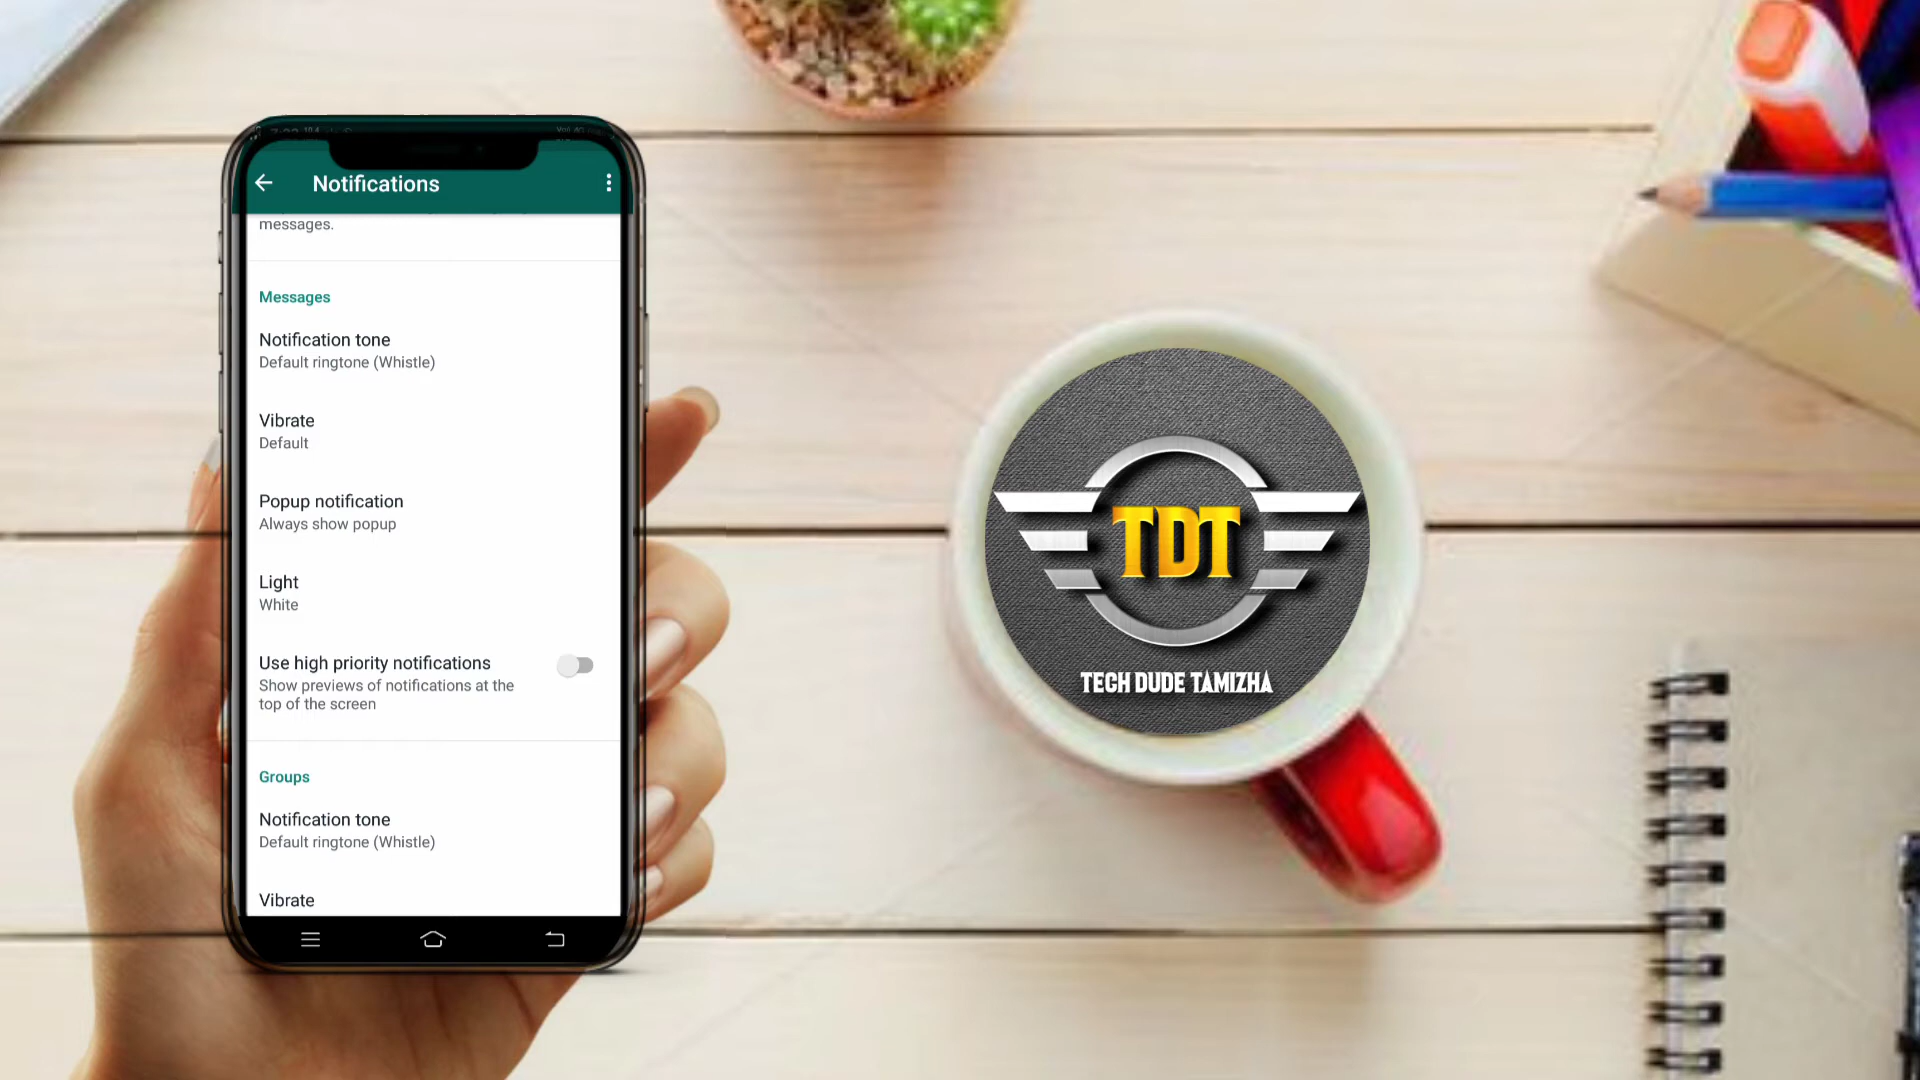 Notifications
messages.
Messages
Notification tone
Default ringtone (Whistle)
Vibrate
Default
Popup notification
Always show popup
Light
White
Use high priority notifications
Show previews of notifications at the
top of the screen
Groups
Notification tone
Default ringtone (Whistle)
Vibrate
TDT
TECH DUDE TAMIZHA